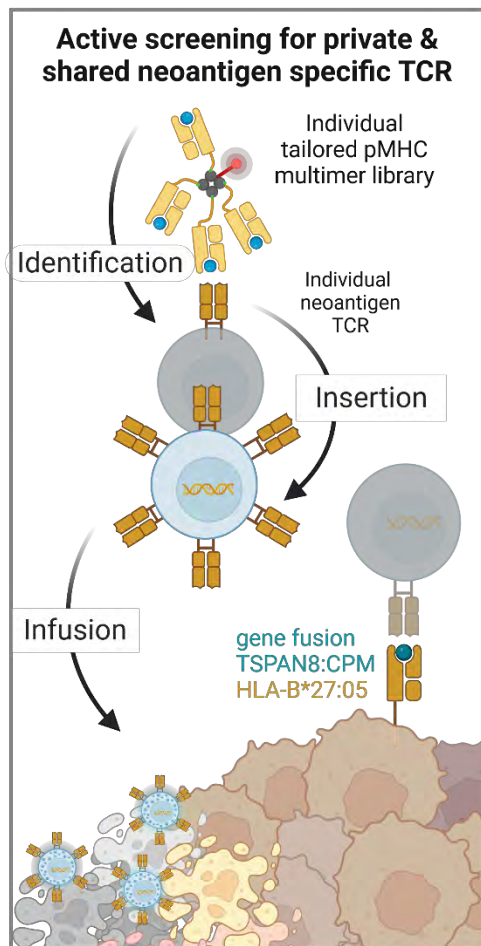 Active screening for private &
shared neoantigen specific TCR
Individual
tailored pMHC
multimer library
Identification
Individual
neoantigen
TCR
Insertion
Infusion
gene fusion
TSPAN8:CPM
HLA-B*27:05